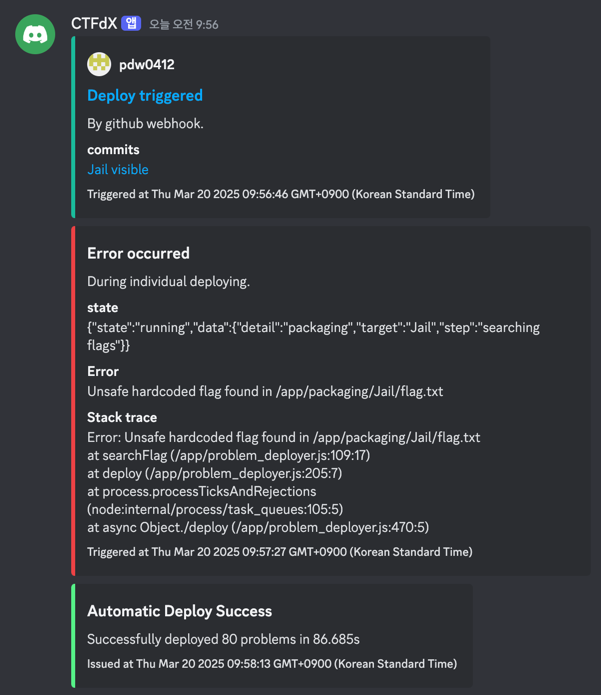 CTFdX 앱 오늘 오전 9:56
pdw0412
Deploy triggered
By github webhook.
commits
Jail visible
Triggered at Thu Mar 20 2025 09:56:46 GMT+0900 (Korean Standard Time)
Error occurred
During individual deploying.
state
{"state":"running","data":{"detail":"packaging","target":"Jail","step":"searching
flags"}}
Error
Unsafe hardcoded flag found in /app/packaging/Jail/flag.txt
Stack trace
Error: Unsafe hardcoded flag found in /app/packaging/Jail/flag.txt
at searchFlag (/app/problem_deployer.js:109:17)
at deploy (/app/problem_deployer.js:205:7)
at process.processTicksAndRejections
(node:internal/process/task_queues:105:5)
at async Object./deploy (/app/problem_deployer.js:470:5)
Triggered at Thu Mar 20 2025 09:57:27 GMT+0900 (Korean Standard Time)
Automatic Deploy Success
Successfully deployed 80 problems in 86.685s
Issued at Thu Mar 20 2025 09:58:13 GMT+0900 (Korean Standard Time)